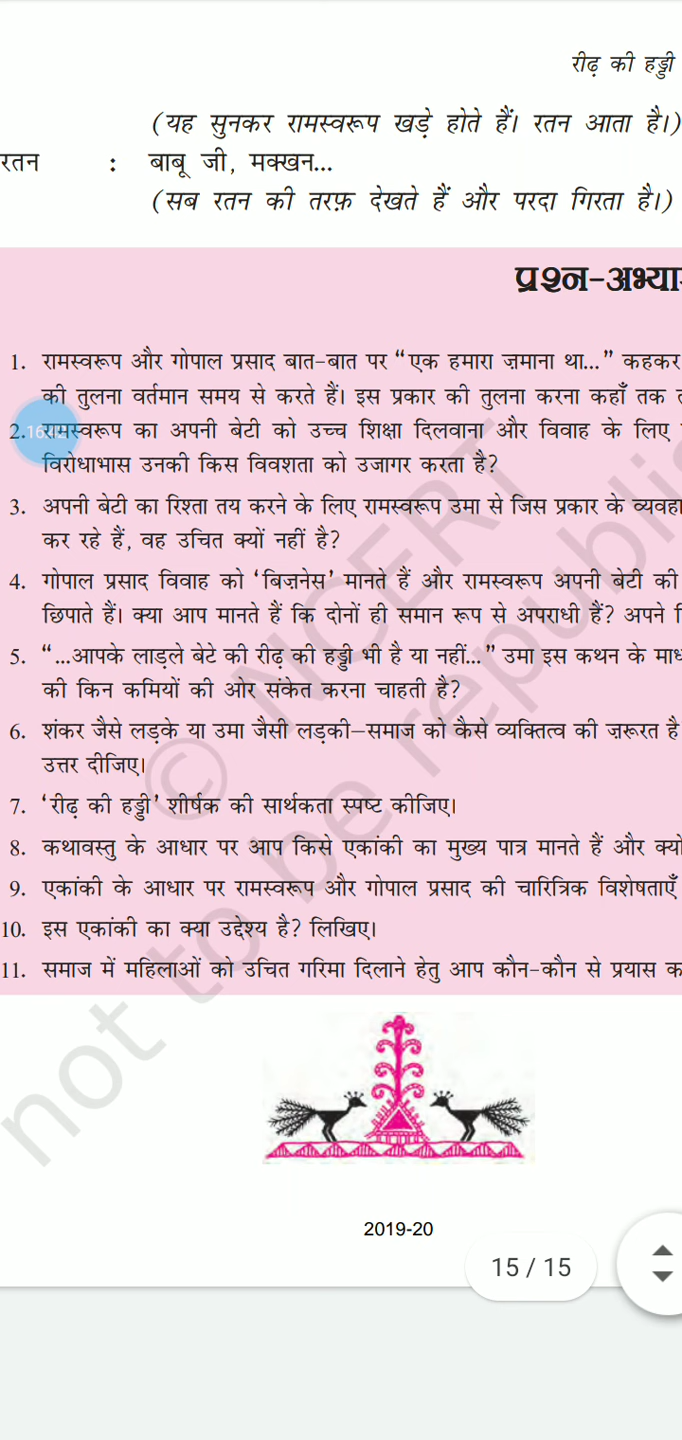 रीढ़ की हड्डी
(यह सुनकर रामस्वरूप खड़े होते हैं। रतन आता है।)
रतन : बाबू जी, मक्खन...
(सब रतन की तरफ़ देखते हैं और परदा गिरता है।)
प्रश्न-अभ्या
1. रामस्वरूप और गोपाल प्रसाद बात-बात पर “एक हमारा ज़माना था...” कहकर
की तुलना वर्तमान समय से करते हैं। इस प्रकार की तुलना करना कहाँ तक
2. रामस्वरूप का अपनी बेटी को उच्च शिक्षा दिलवाना और विवाह के लिए
विरोधाभास उनकी किस विवशता को उजागर करता है?
3. अपनी बेटी का रिश्ता तय करने के लिए रामस्वरूप उमा से जिस प्रकार के व्यवहा
कर रहे हैं, वह उचित क्यों नहीं है?
4. गोपाल प्रसाद विवाह को ‘बिज़नेस’ मानते हैं और रामस्वरूप अपनी बेटी की
छिपाते हैं। क्या आप मानते हैं कि दोनों ही समान रूप से अपराधी हैं? अपने
5. “...आपके लाड़ले बेटे की रीढ़ की हड्डी भी है या नहीं...” उमा इस कथन के माध
की किन कमियों की ओर संकेत करना चाहती है?
6. शंकर जैसे लड़के या उमा जैसी लड़की–समाज को कैसे व्यक्तित्व की ज़रूरत है
उत्तर दीजिए।
7. ‘रीढ़ की हड्डी’ शीर्षक की सार्थकता स्पष्ट कीजिए।
8. कथावस्तु के आधार पर आप किसे एकांकी का मुख्य पात्र मानते हैं और क्यो
9. एकांकी के आधार पर रामस्वरूप और गोपाल प्रसाद की चारित्रिक विशेषताएँ
10. इस एकांकी का क्या उद्देश्य है? लिखिए।
11. समाज में महिलाओं को उचित गरिमा दिलाने हेतु आप कौन-कौन से प्रयास क
© NCERT
not to be republis
2019-20
15 / 15